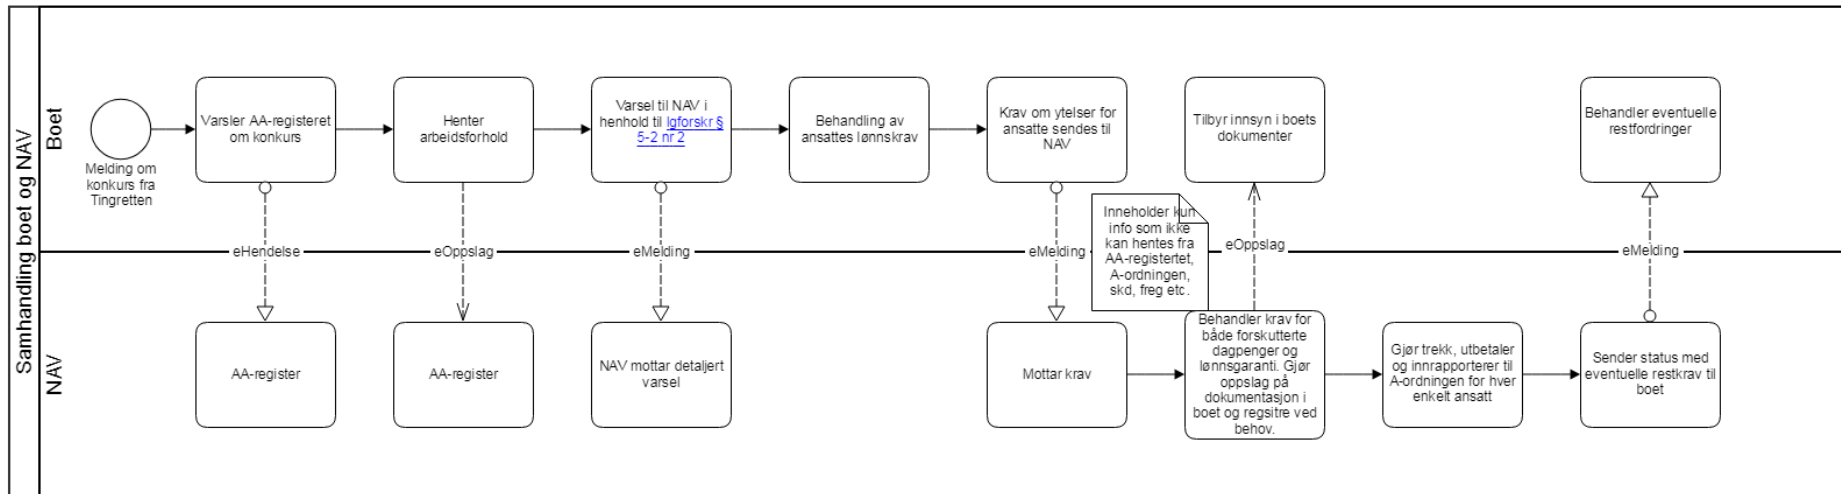 Samhandling boet og NAV
Boet
NAV
Melding om
konkurs fra
Tingretten
Varsler AA-registeret
om konkurs
Henter
arbeidsforhold
Varsel til NAV i
henhold til lgforskr §
5-2 nr 2
Behandling av
ansattes lønnskrav
Krav om ytelser for
ansatte sendes til
NAV
Tilbyr innsyn i boets
dokumenter
Behandler eventuelle
restfordringer
Inneholder kun
info som ikke
kan hentes fra
AA-registertet,
A-ordningen,
skd, freg etc.
eHendelse
eOppslag
eMelding
eMelding
eOppslag
eMelding
AA-register
AA-register
NAV mottar detaljert
varsel
Mottar krav
Behandler krav for
både forskutterte
dagpenger og
lønnsgaranti. Gjør
oppslag på
dokumentasjon i
boet og regsitre ved
behov.
Gjør trekk, utbetaler
og innrapporterer til
A-ordningen for hver
enkelt ansatt
Sender status med
eventuelle restkrav til
boet